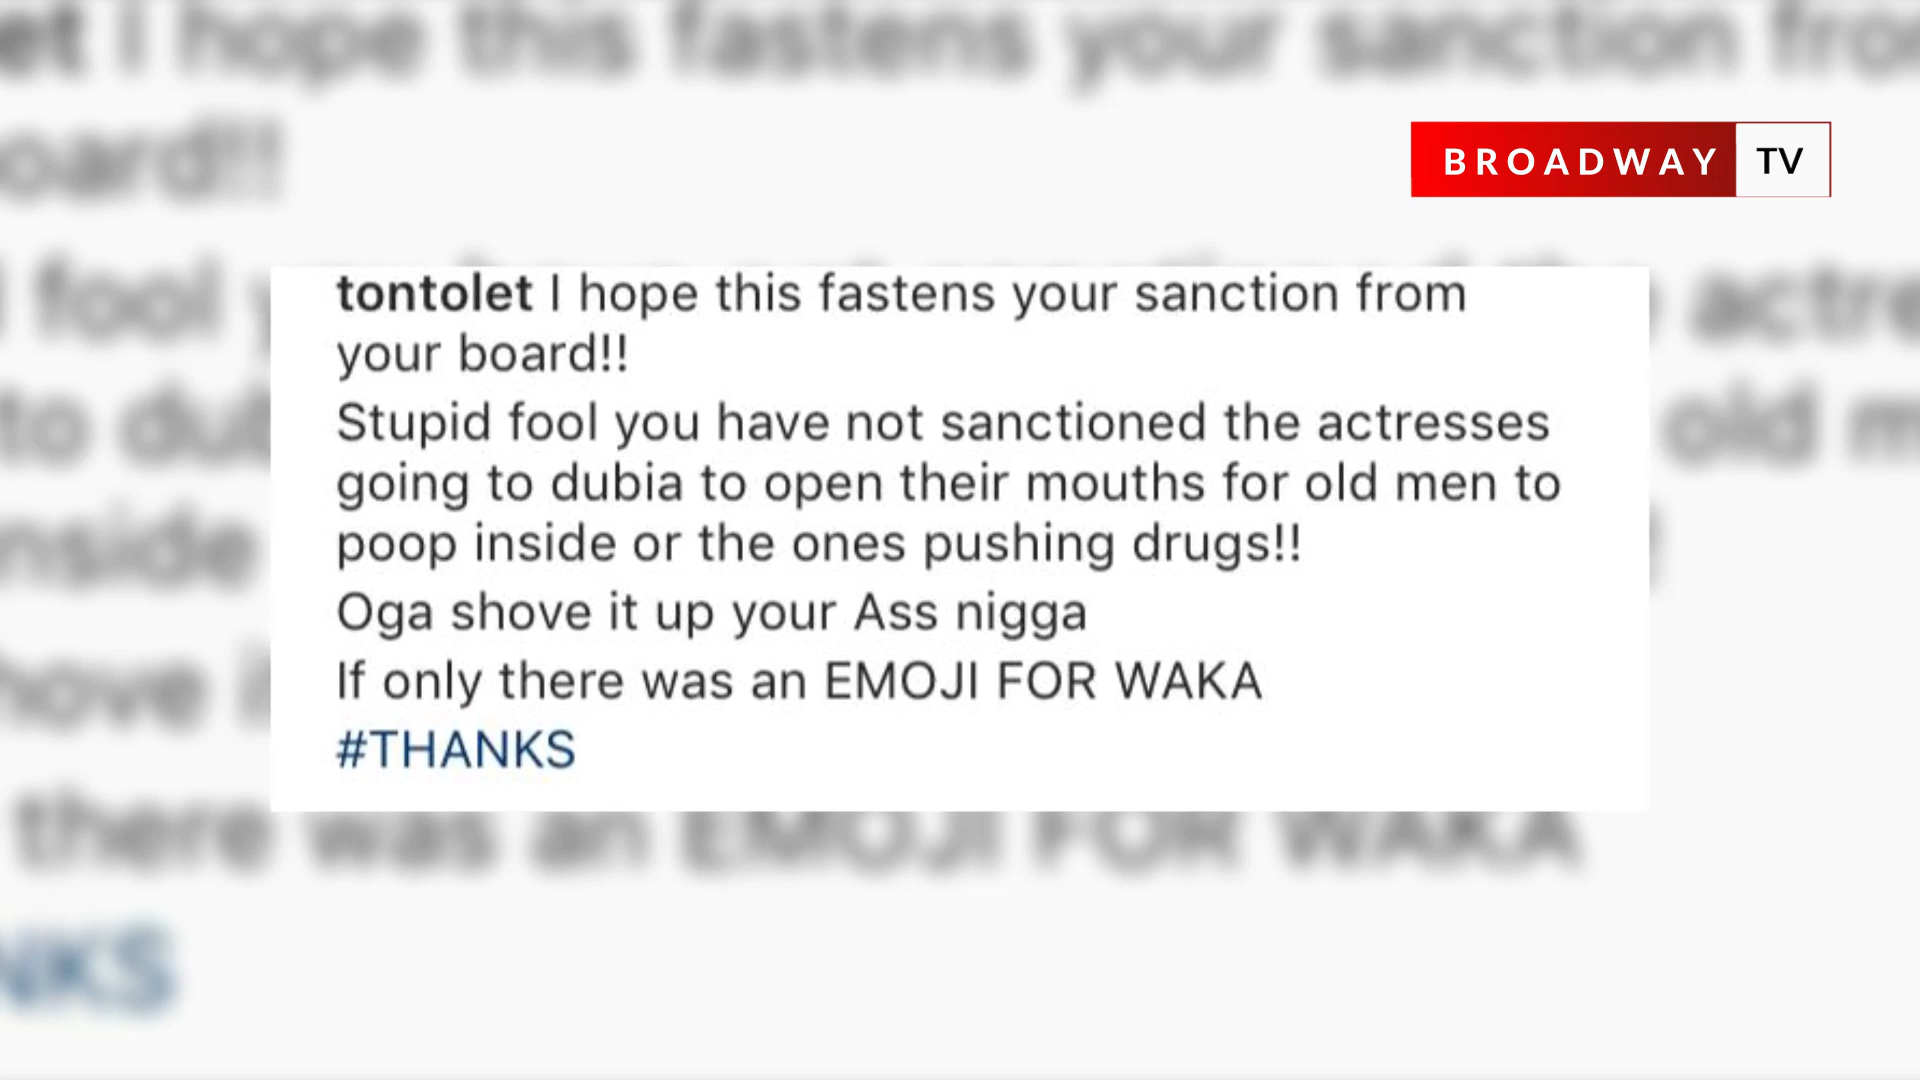 BROADWAY TV
tontolet I hope this fastens your sanction from
your board!!
Stupid fool you have not sanctioned the actresses
going to dubia to open their mouths for old men to
poop inside or the ones pushing drugs!!
Oga shove it up your Ass nigga
If only there was an EMOJI FOR WAKA
#THANKS